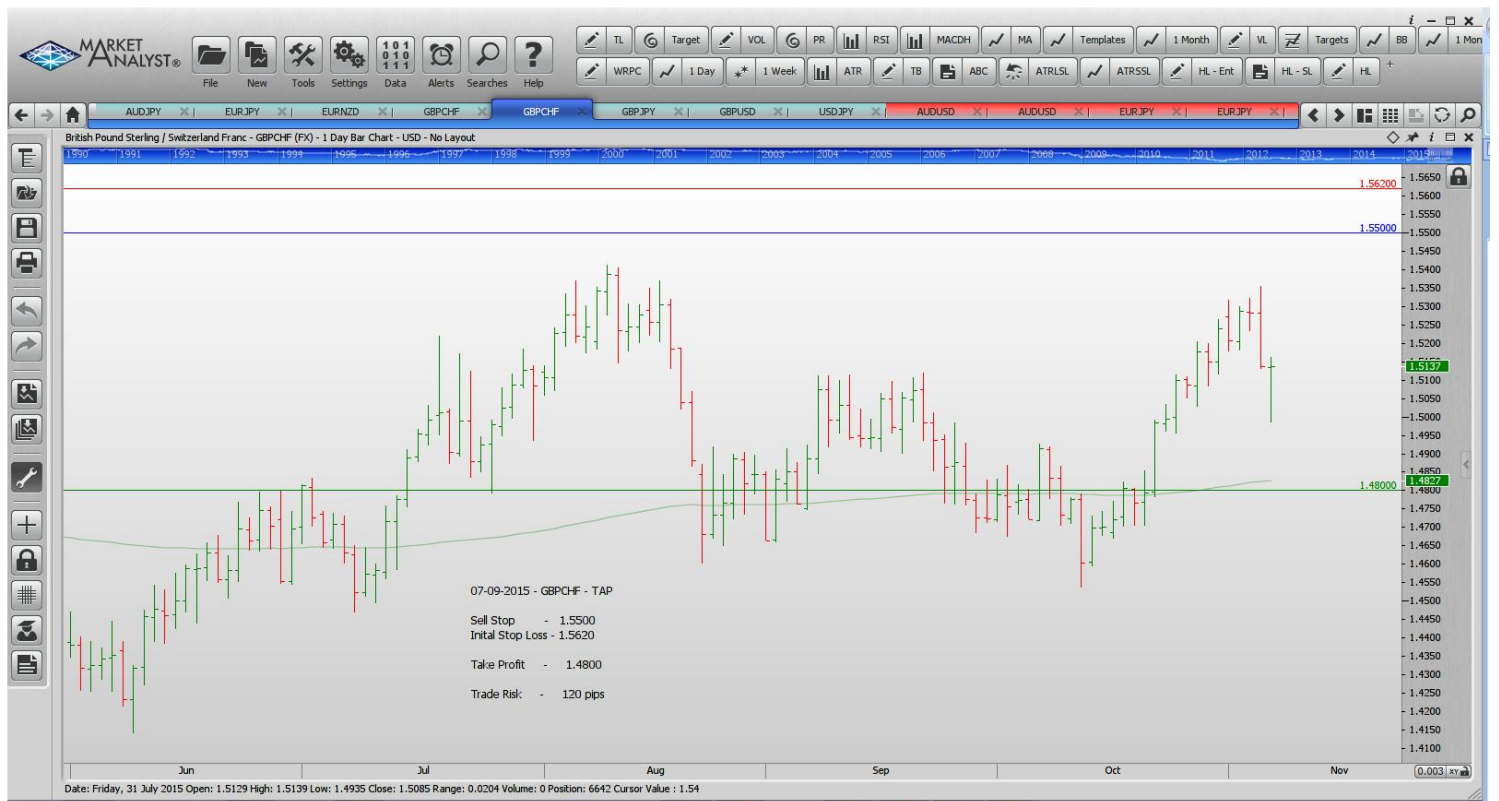 i
MARKET
ANALYST®
File New Tools Settings Data Alerts Searches Help
TL Target VOL PR RSI MACDH MA Templates 1 Month VL Targets BB 1 Mon
WRPC 1 Day 1 Week ATR TB ABC ATRLSL ATRSSL HL - Ent HL - SL HL +
AUDJPY EURJPY EURNZD GBPCHF GBPCHF GBPJPY GBPUSD USDJPY AUDUSD AUDUSD EURJPY EURJPY
British Pound Sterling / Switzerland Franc - GBPCHF (FX) - 1 Day Bar Chart - USD - No Layout
1990 1991 1992 1993 1994 1995 1996 1997 1998 1999 2000 2001 2002 2003 2004 2005 2006 2007 2008 2009 2010 2011 2012 2013 2014 2015
1.5650
1.56200
1.5600
1.5550
1.55000 1.5500
1.5450
1.5400
1.5350
1.5300
1.5250
1.5200
1.5137
1.5100
1.5050
1.5000
1.4950
1.4900
1.4850
1.4827
1.48000 1.4800
1.4750
1.4700
1.4650
1.4600
1.4550
1.4500
1.4450
1.4400
1.4350
1.4300
1.4250
1.4200
1.4150
1.4100
07-09-2015 - GBPCHF - TAP
Sell Stop - 1.5500
Inital Stop Loss - 1.5620
Take Profit - 1.4800
Trade Risk - 120 pips
Jun Jul Aug Sep Oct Nov
0.003 XY
Date: Friday, 31 July 2015 Open: 1.5129 High: 1.5139 Low: 1.4935 Close: 1.5085 Range: 0.0204 Volume: 0 Position: 6642 Cursor Value : 1.54